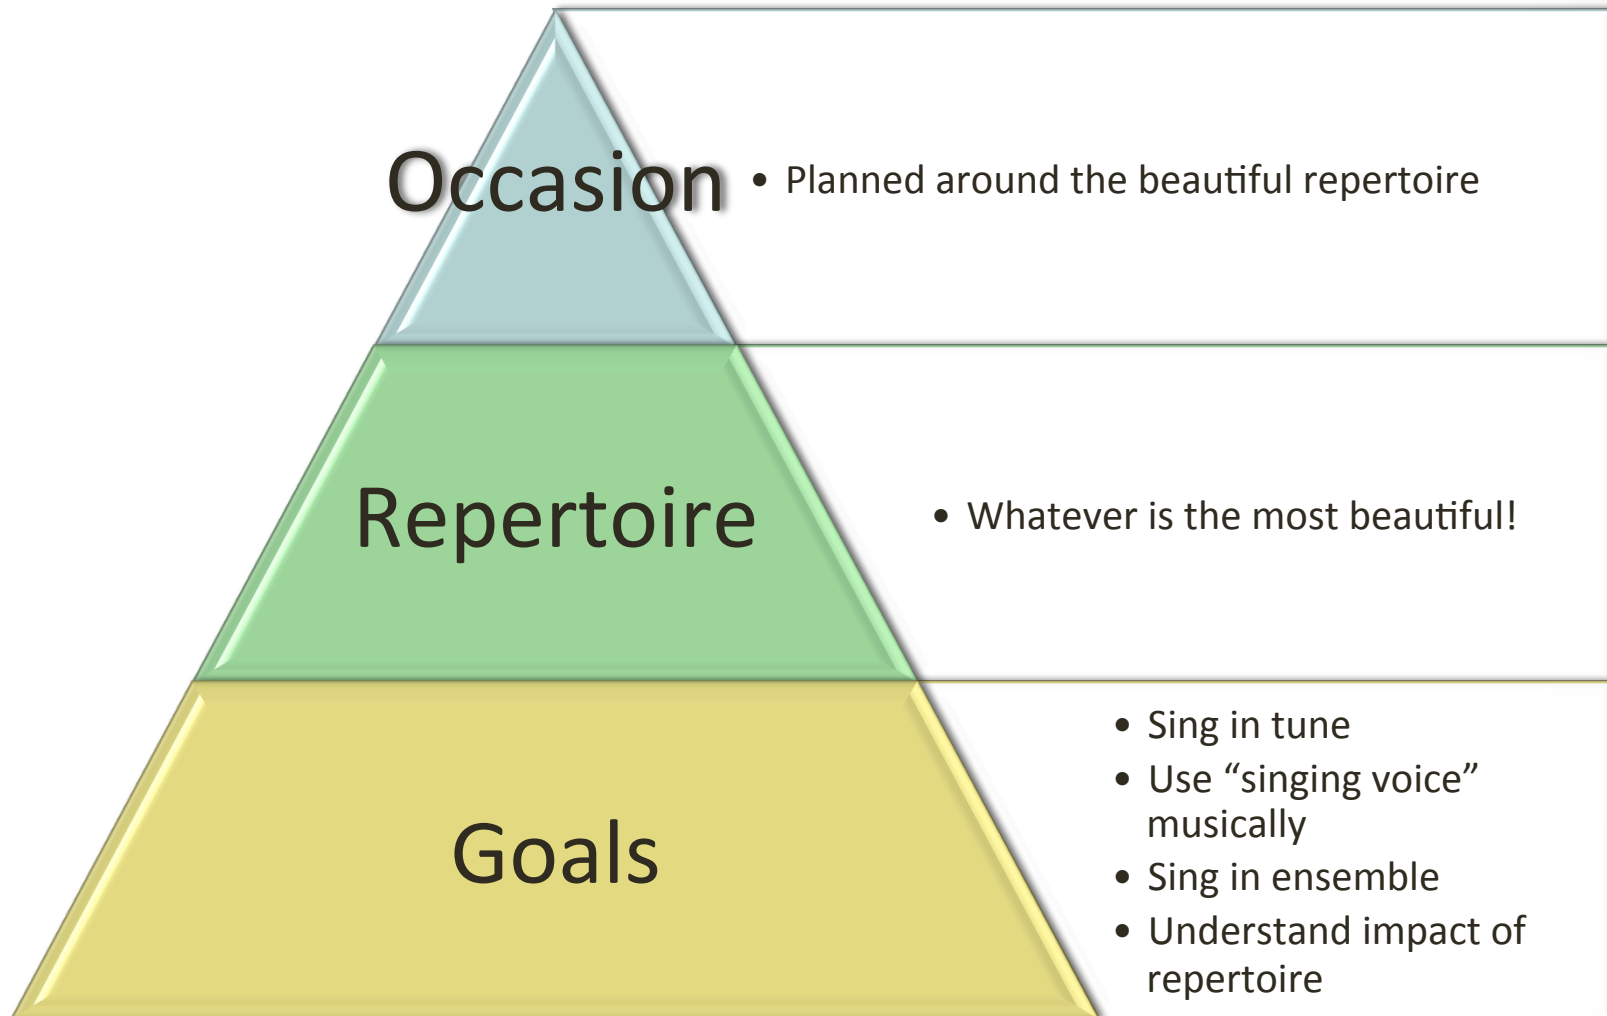 Occasion
• Planned around the beautiful repertoire
Repertoire
• Whatever is the most beautiful!
Goals
• Sing in tune
• Use “singing voice”
musically
• Sing in ensemble
• Understand impact of
repertoire